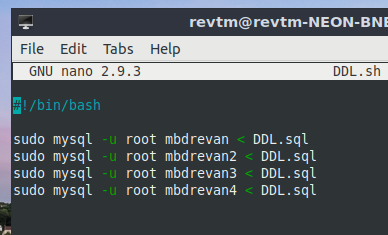 revtm@revtm-NEON-BNE
File Edit Tabs Help
GNU nano 2.9.3 DDL.sh
#!/bin/bash
sudo mysql -u root mbdrevan < DDL.sql
sudo mysql -u root mbdrevan2 < DDL.sql
sudo mysql -u root mbdrevan3 < DDL.sql
sudo mysql -u root mbdrevan4 < DDL.sql